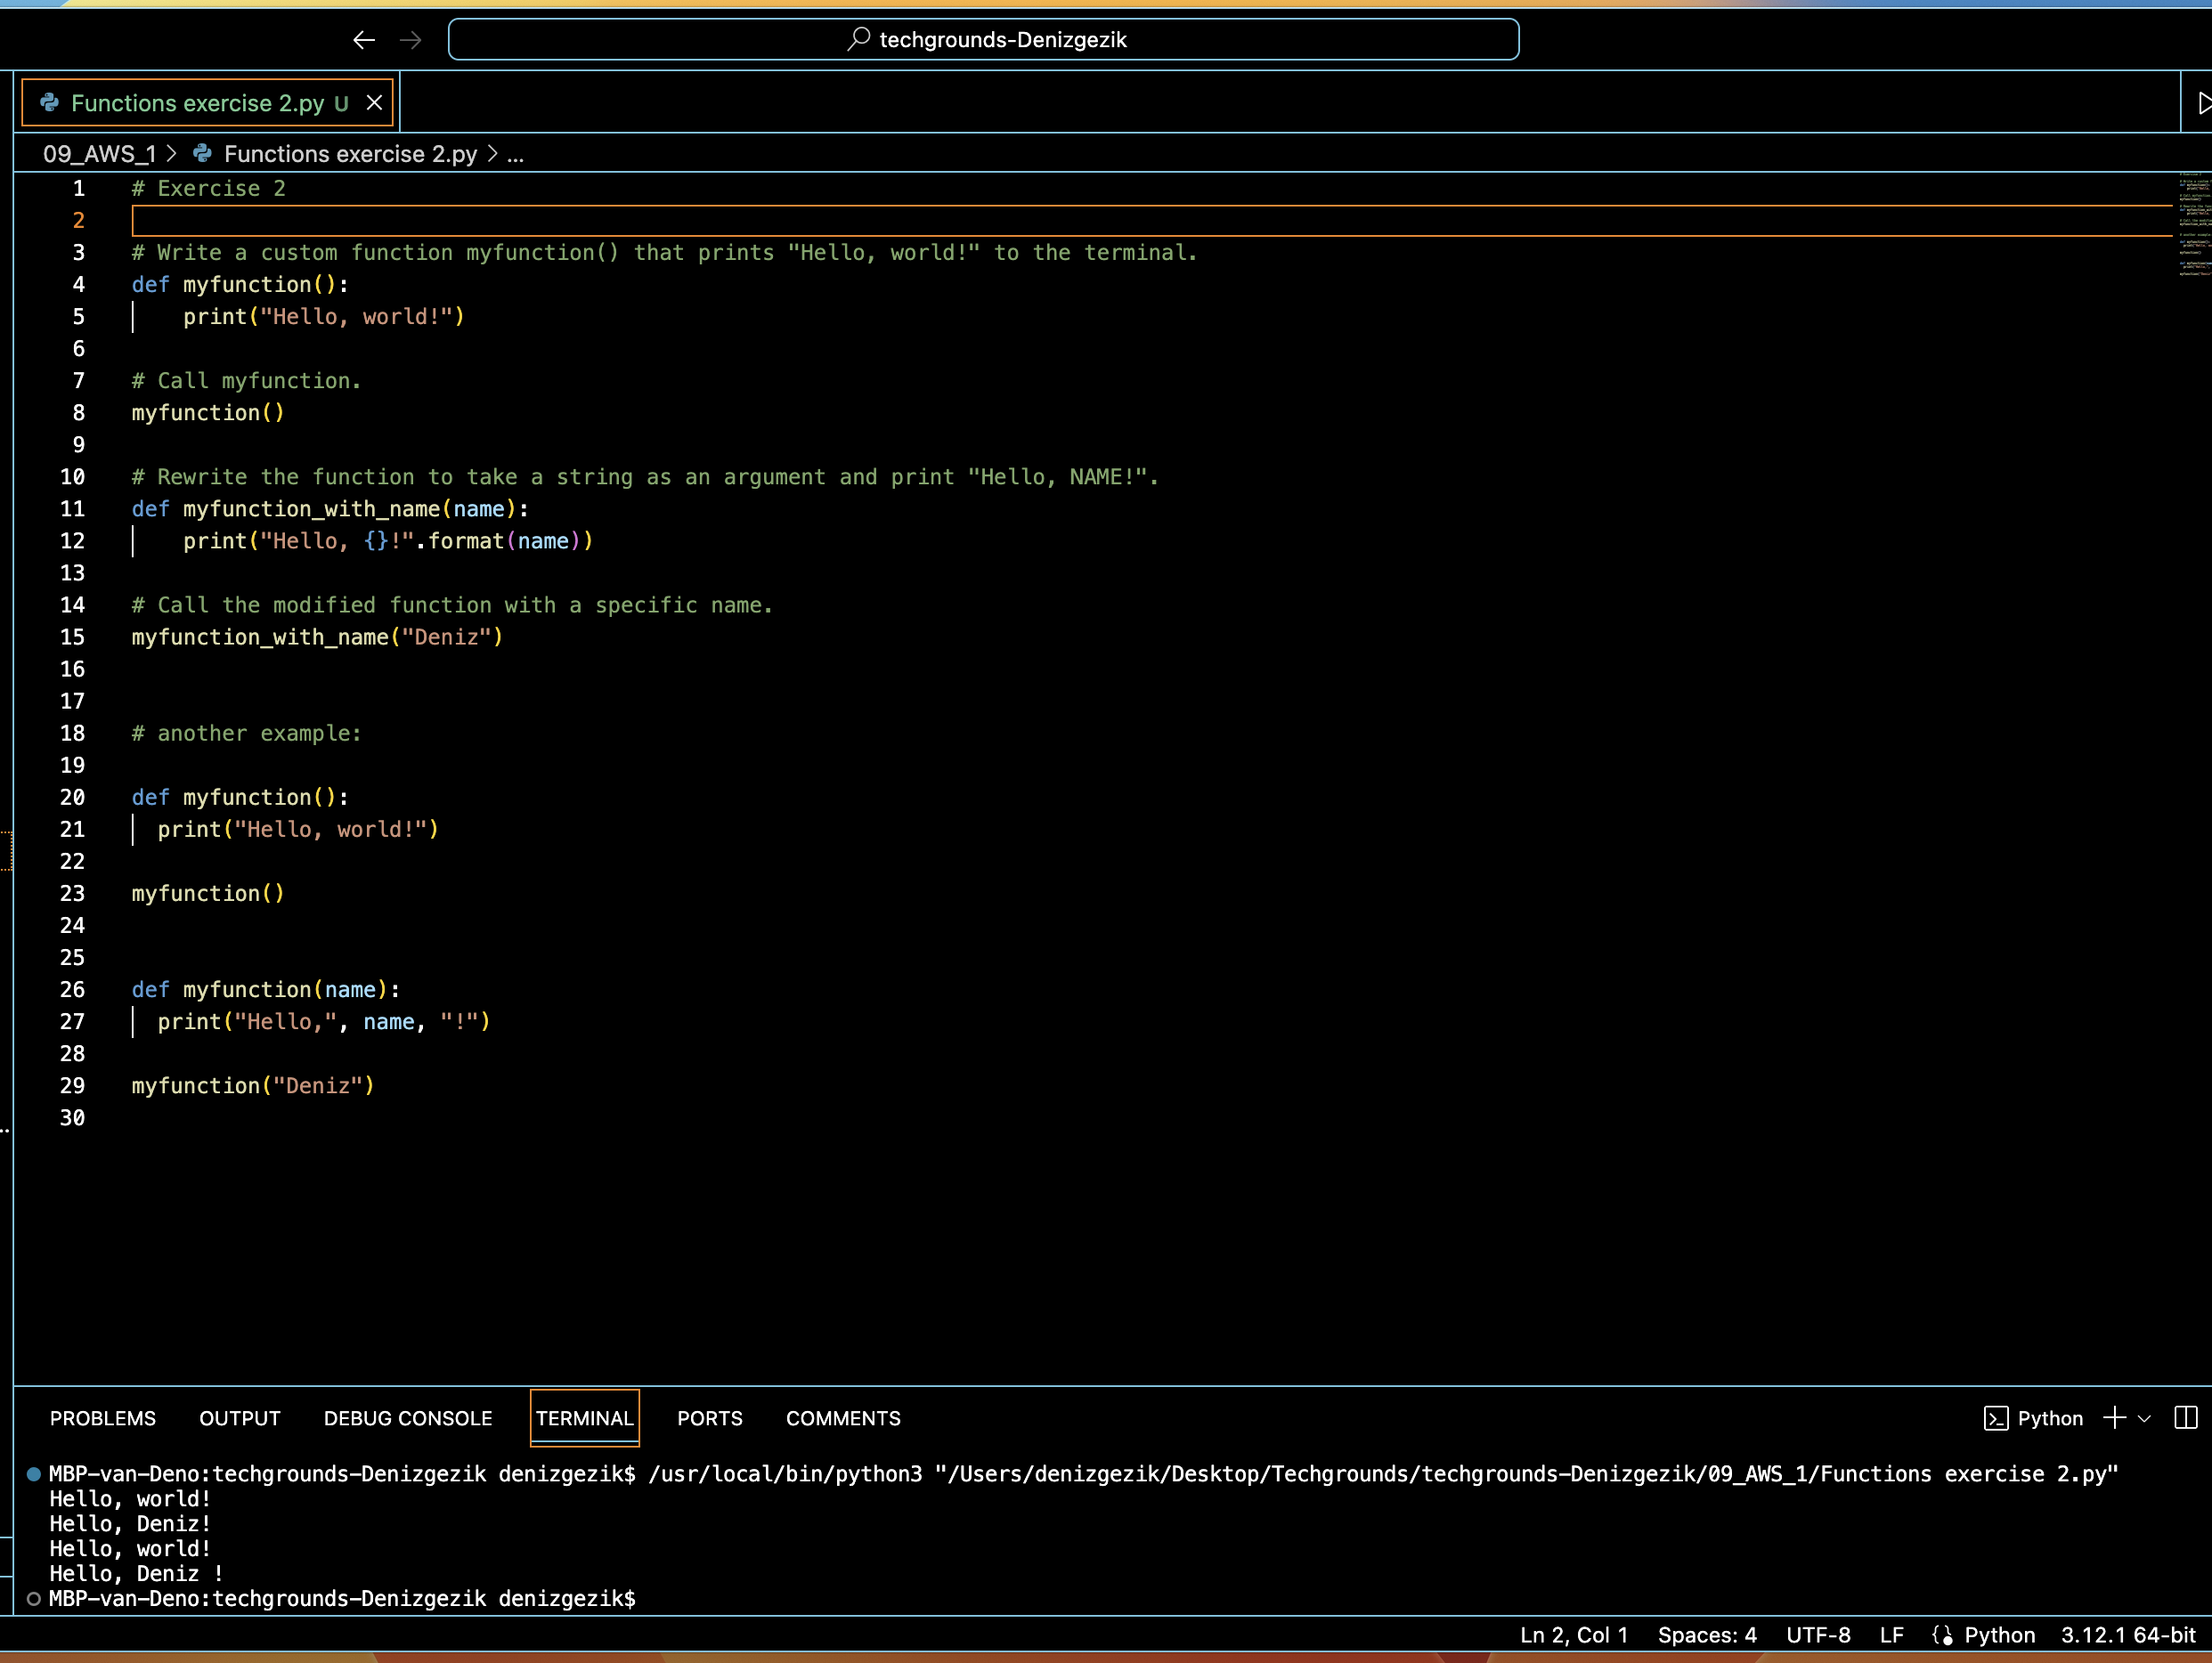 techgrounds-Denizgezik
Functions exercise 2.py U
09_AWS_1 > Functions exercise 2.py > ...
1 # Exercise 2
2
3 # Write a custom function myfunction() that prints "Hello, world!" to the terminal.
4 def myfunction():
5     print("Hello, world!")
6
7 # Call myfunction.
8 myfunction()
9
10 # Rewrite the function to take a string as an argument and print "Hello, NAME!".
11 def myfunction_with_name(name):
12     print("Hello, {}!".format(name))
13
14 # Call the modified function with a specific name.
15 myfunction_with_name("Deniz")
16
17
18 # another example:
19
20 def myfunction():
21   print("Hello, world!")
22
23 myfunction()
24
25
26 def myfunction(name):
27   print("Hello,", name, "!")
28
29 myfunction("Deniz")
30
PROBLEMS OUTPUT DEBUG CONSOLE TERMINAL PORTS COMMENTS Python
MBP-van-Deno:techgrounds-Denizgezik denizgezik$ /usr/local/bin/python3 "/Users/denizgezik/Desktop/Techgrounds/techgrounds-Denizgezik/09_AWS_1/Functions exercise 2.py"
Hello, world!
Hello, Deniz!
Hello, world!
Hello, Deniz !
MBP-van-Deno:techgrounds-Denizgezik denizgezik$
Ln 2, Col 1 Spaces: 4 UTF-8 LF Python 3.12.1 64-bit